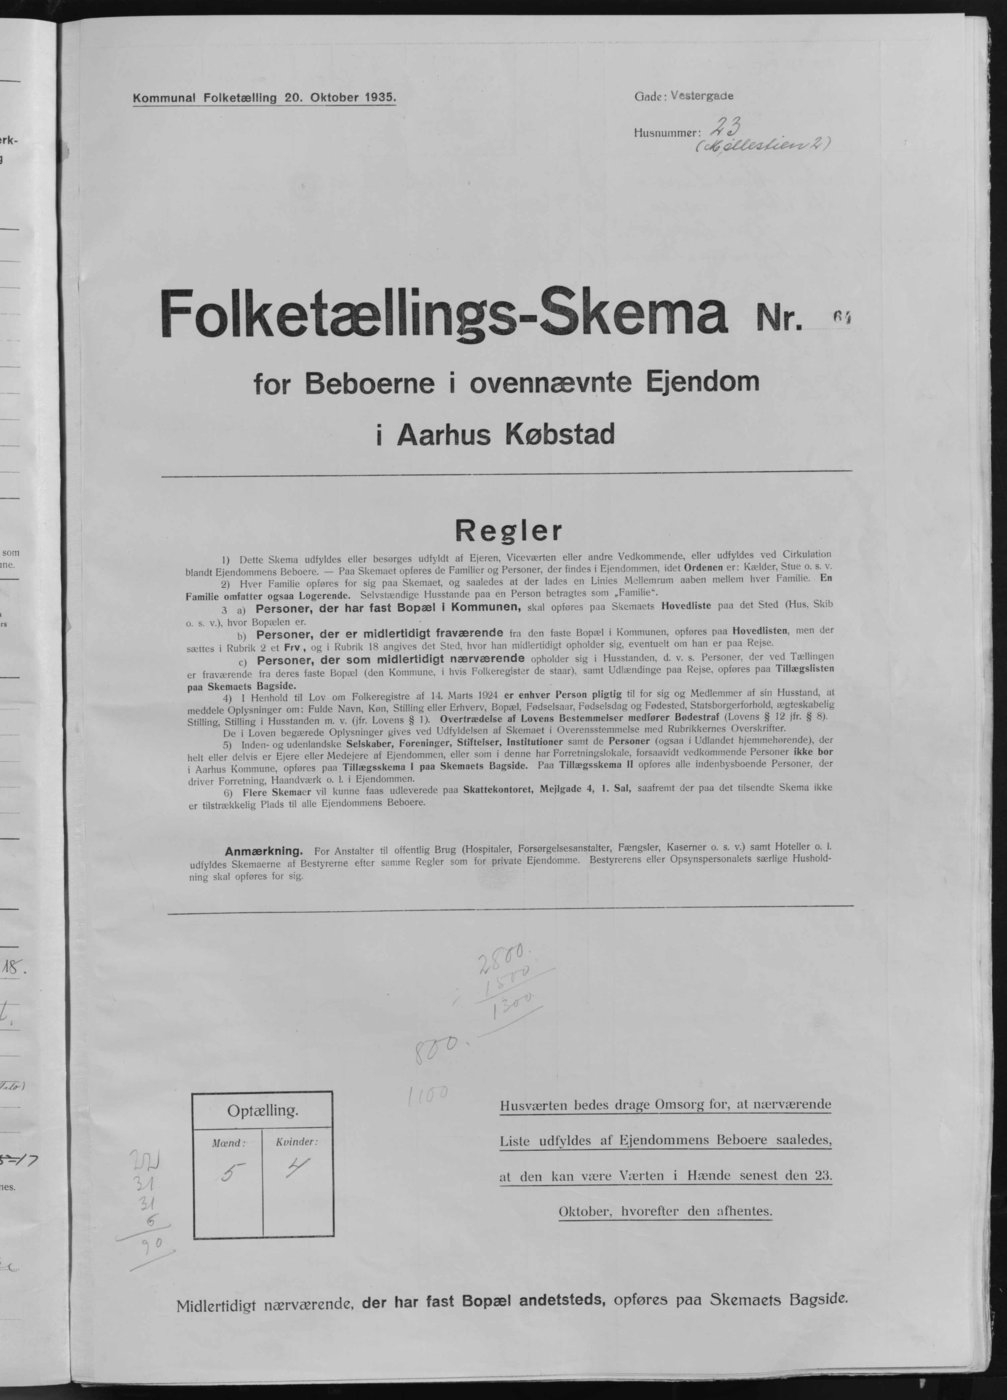 Kommunal Folketælling 20. Oktober 1935.
Gade: Vestergade
Husnummer: 23
(Møllestien 2)
Folketællings-Skema Nr. 64
for Beboerne i ovennævnte Ejendom
i Aarhus Købstad
Regler
1) Dette Skema udfyldes eller besørges udfyldt af Ejeren, Viceværten eller andre Vedkommende, eller udfyldes ved Cirkulation
blandt Ejendommens Beboere. — Paa Skemaet opføres de Familier og Personer, der findes i Ejendommen, idet Ordenen er: Kælder, Stue o. s. v.
2) Hver Familie opføres for sig paa Skemaet, og saaledes at der lades en Linies Mellemrum aaben mellem hver Familie. En
Familie omfatter ogsaa Logerende. Selvstændige Husstande paa en Person betragtes som „Familie".
3 a) Personer, der har fast Bopæl i Kommunen, skal opføres paa Skemaets Hovedliste paa det Sted (Hus, Skib
o. s. v.), hvor Bopælen er.
b) Personer, der er midlertidigt fraværende fra den faste Bopæl i Kommunen, opføres paa Hovedlisten, men der
sættes i Rubrik 2 et Frv., og i Rubrik 18 angives det Sted, hvor han midlertidigt opholder sig, eventuelt om han er paa Rejse.
c) Personer, der som midlertidigt nærværende opholder sig i Husstanden, d. v. s. Personer, der ved Tællingen
er fraværende fra deres faste Bopæl (den Kommune, i hvis Folkeregister de staar), samt Udlændinge paa Rejse, opføres paa Tillægslisten
paa Skemaets Bagside.
4) I Henhold til Lov om Folkeregistre af 14. Marts 1924 er enhver Person pligtig til for sig og Medlemmer af sin Husstand, at
meddele Oplysninger om: Fulde Navn, Køn, Stilling eller Erhverv, Bopæl, Fødselsaar, Fødselsdag og Fødested, Statsborgerforhold, ægteskabelig
Stilling, Stilling i Husstanden m. v. (jfr. Lovens § 1). Overtrædelse af Lovens Bestemmelser medfører Bødestraf (Lovens § 12 jfr. § 8).
De i Loven begærede Oplysninger gives ved Udfyldelsen af Skemaet i Overensstemmelse med Rubrikkernes Overskrifter.
5) Inden- og udenlandske Selskaber, Foreninger, Stiftelser, Institutioner samt de Personer (ogsaa i Udlandet hjemmehørende), der
helt eller delvis er Ejere eller Medejere af Ejendommen, eller som i denne har Forretningslokale, forsaavidt vedkommende Personer ikke bor
i Aarhus Kommune, opføres paa Tillægsskema I paa Skemaets Bagside. Paa Tillægsskema II opføres alle indenbysboende Personer, der
driver Forretning, Haandværk o. l. i Ejendommen.
6) Flere Skemaer vil kunne faas udleverede paa Skattekontoret, Mejlgade 4, 1. Sal, saafremt der paa det tilsendte Skema ikke
er tilstrækkelig Plads til alle Ejendommens Beboere.
Anmærkning. For Anstalter til offentlig Brug (Hospitaler, Forsørgelsesanstalter, Fængsler, Kaserner o. s. v.) samt Hoteller o. l.
udfyldes Skemaerne af Bestyrerne efter samme Regler som for private Ejendomme. Bestyrerens eller Opsynspersonalets særlige Hushold-
ning skal opføres for sig.
2800.
÷ 1500
1300
800.
1100
Optælling.
Mænd: Kvinder:
5 4
22
31
31
6
90
Husværten bedes drage Omsorg for, at nærværende
Liste udfyldes af Ejendommens Beboere saaledes,
at den kan være Værten i Hænde senest den 23.
Oktober, hvorefter den afhentes.
Midlertidigt nærværende, der har fast Bopæl andetsteds, opføres paa Skemaets Bagside.